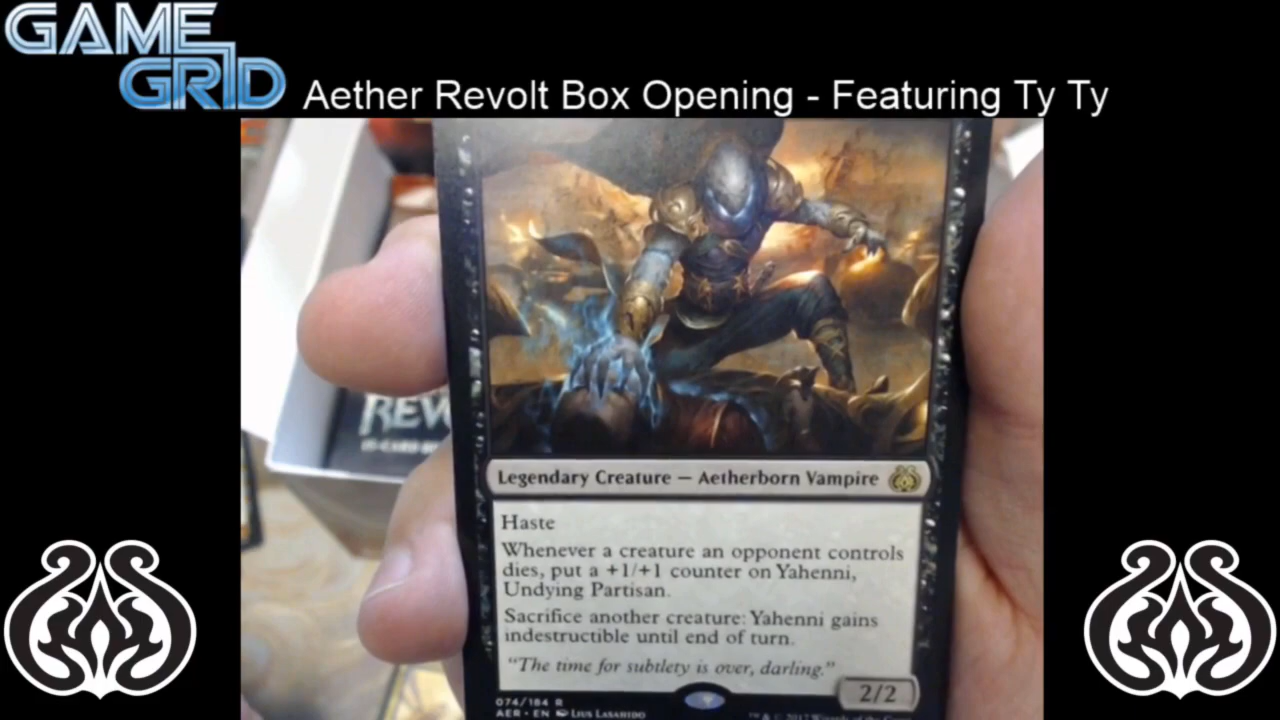 GAME
GRID
Aether Revolt Box Opening - Featuring Ty Ty
REV
Legendary Creature — Aetherborn Vampire
Haste
Whenever a creature an opponent controls
dies, put a +1/+1 counter on Yahenni,
Undying Partisan.
Sacrifice another creature: Yahenni gains
indestructible until end of turn.
"The time for subtlety is over, darling."
2/2
074/184 R
AER • EN Lius Lasahido